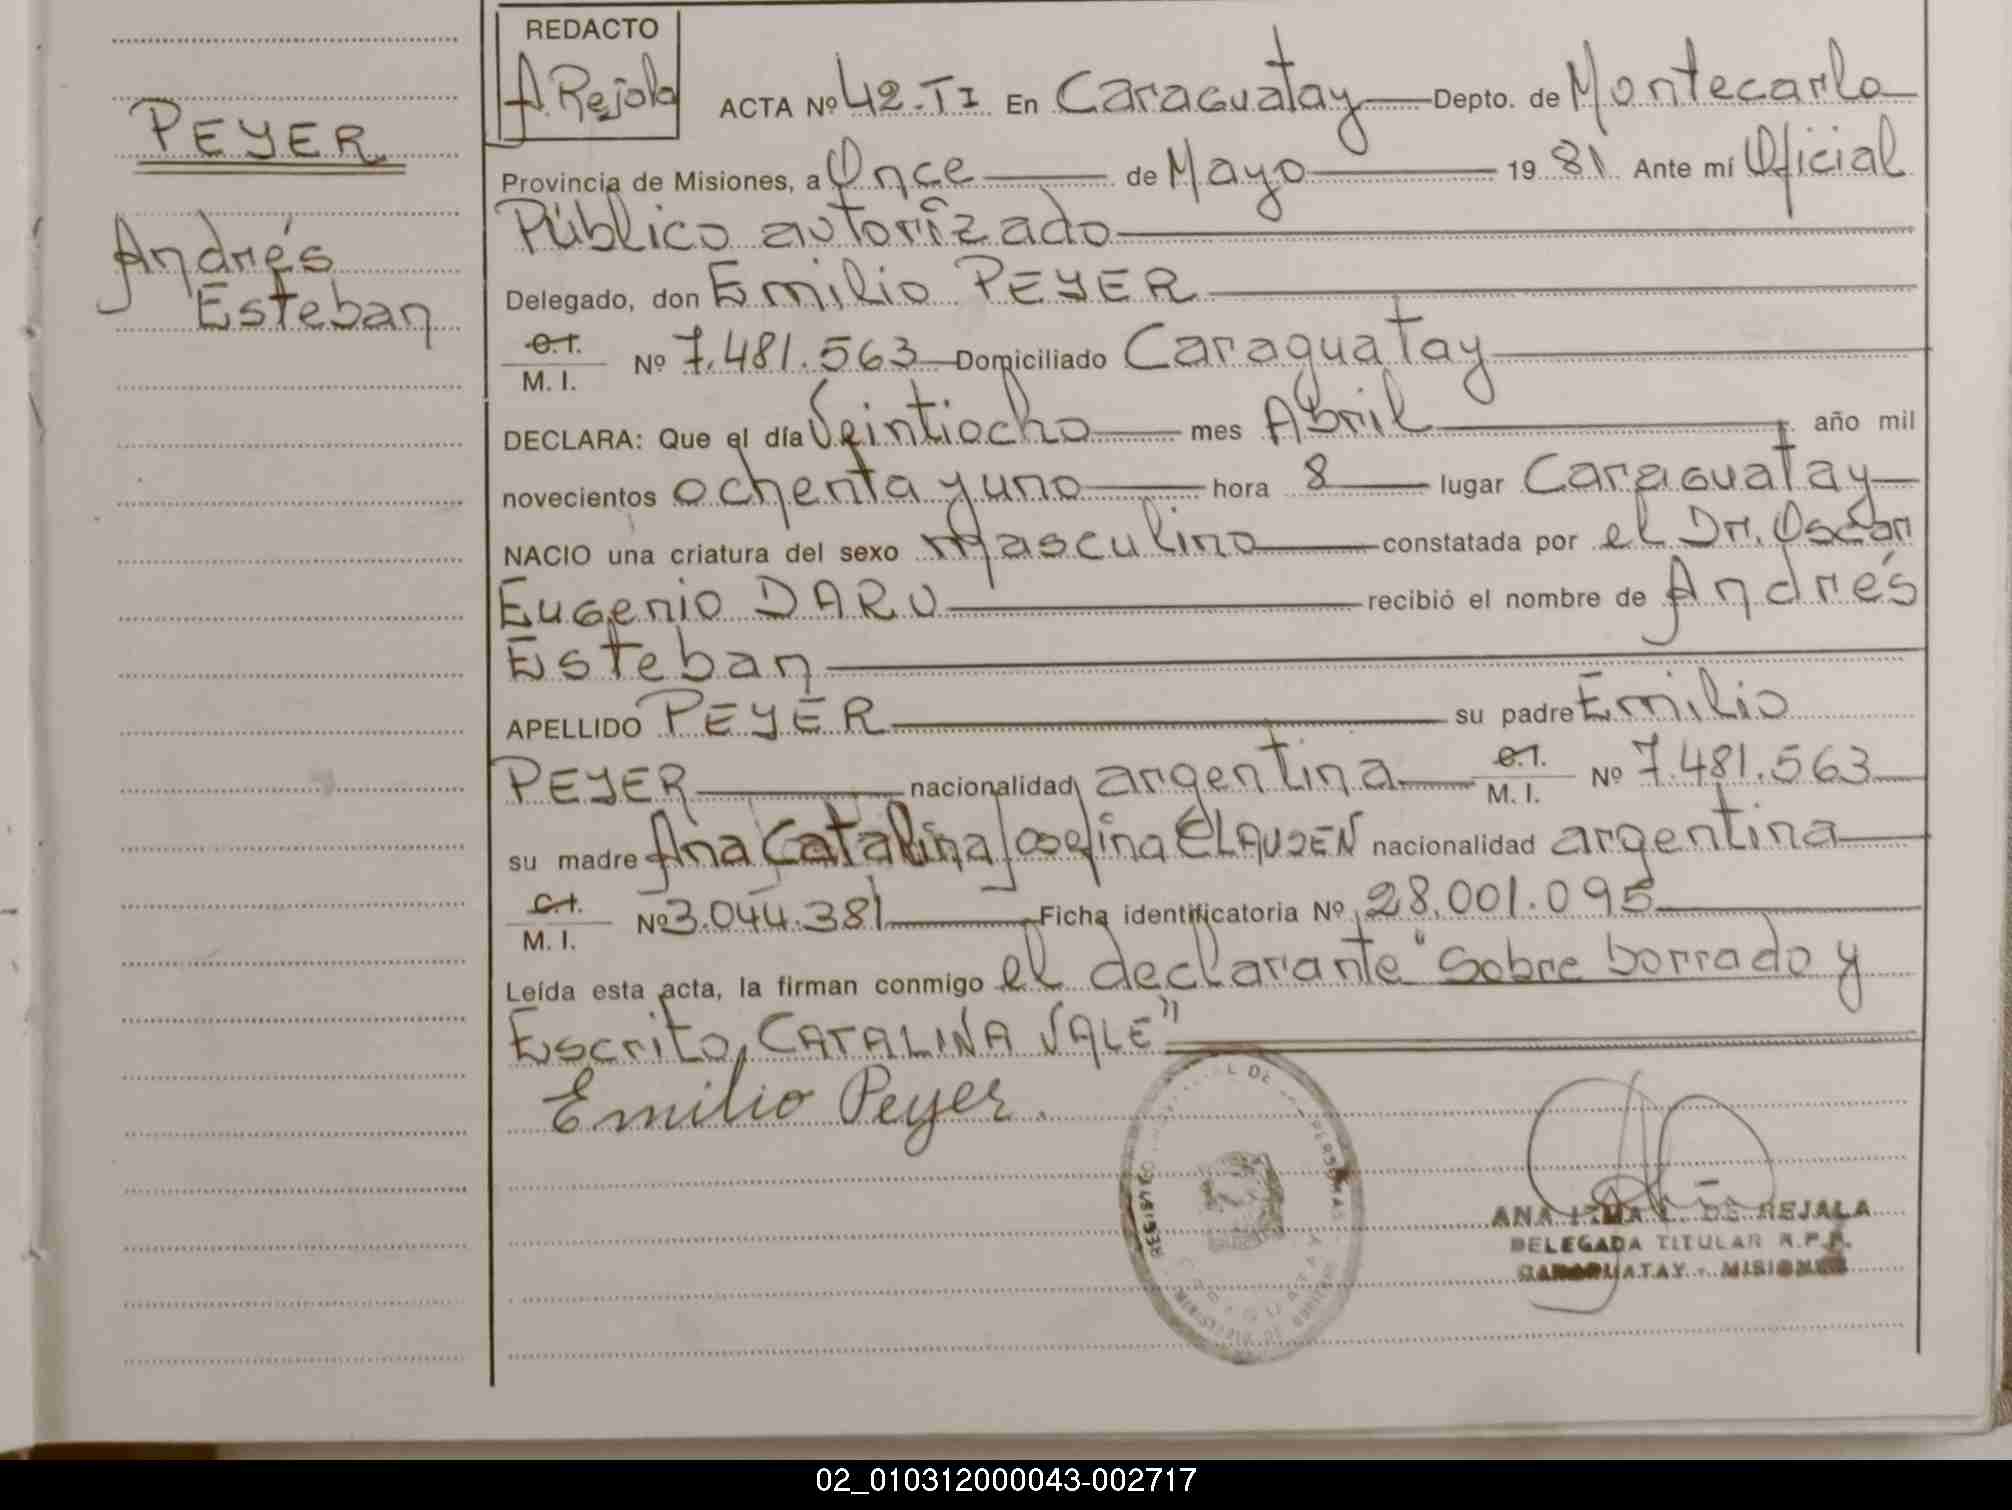 PEYER
Andrés
Esteban
REDACTO
A Rejala
ACTA Nº 42-TI En Caraguatay Depto. de Montecarlo
Provincia de Misiones, a Once de Mayo 1981 Ante mí Oficial
Público autorizado
Delegado, don Emilio PEYER
C.I.
M. I. Nº 7.481.563 Domiciliado Caraguatay
DECLARA: Que el día Veintiocho mes Abril año mil
novecientos ochenta y uno hora 8 lugar Caraguatay
NACIO una criatura del sexo masculino constatada por el Dr. Oscar
Eugenio DARU recibió el nombre de Andrés
Esteban
APELLIDO PEYER su padre Emilio
PEYER nacionalidad argentina C.I. M. I. Nº 7.481.563
su madre Ana Catalina Josefina CLAUSEN nacionalidad argentina
C.I.
M. I. Nº 3.044.381 Ficha identificatoria Nº 28.001.095
Leída esta acta, la firman conmigo el declarante "Sobre borrado y
Escrito, CATALINA VALE"
Emilio Peyer.
REGISTRO L DE PERSONAS
MINISTERIO DE
ANA L. DE REJALA
DELEGADA TITULAR R.P.P.
CARAGUATAY - MISIONES
02_010312000043-002717